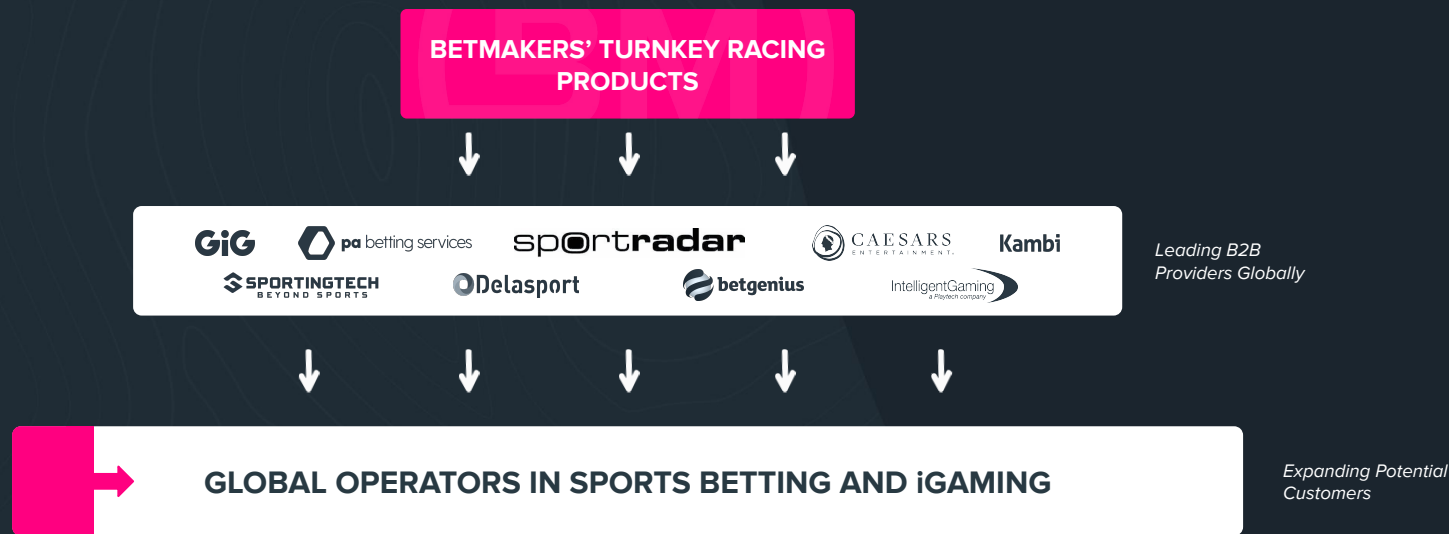 BETMAKERS' TURNKEY RACING
PRODUCTS
GiG
pa betting services
sportradar
CAESARS
ENTERTAINMENT.
Kambi
SPORTINGTECH
BEYOND SPORTS
Delasport
betgenius
IntelligentGaming
a Playtech company
Leading B2B
Providers Globally
GLOBAL OPERATORS IN SPORTS BETTING AND iGAMING
Expanding Potential
Customers